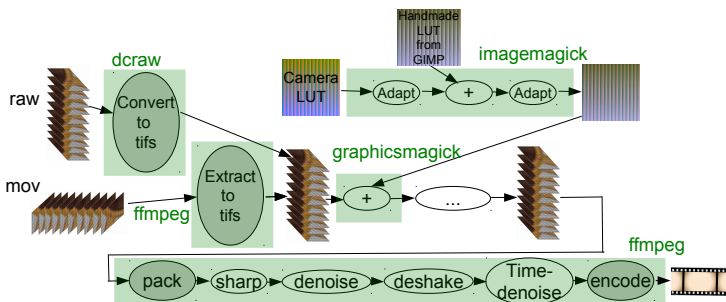 Handmade
LUT
from
GIMP
imagemagick
dcraw
Camera
LUT
Adapt
+
Adapt
raw
Convert
to
tifs
graphicsmagick
mov
ffmpeg
Extract
to
tifs
+
...
ffmpeg
pack
sharp
denoise
deshake
Time-
denoise
encode